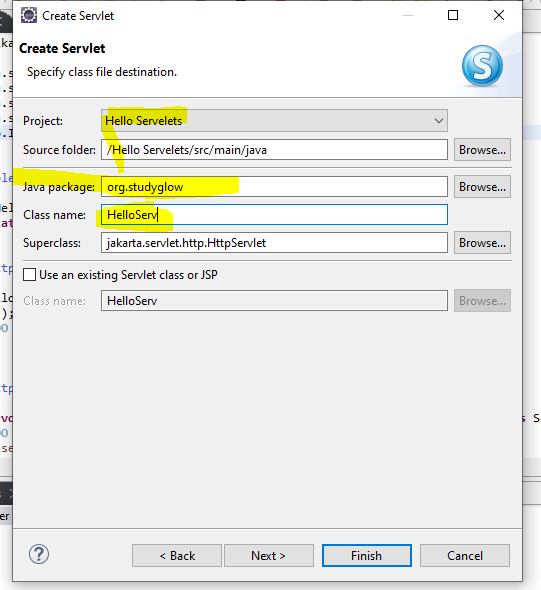 Create Servlet
Create Servlet
Specify class file destination.
S
Project: Hello Servelets
Source folder: /Hello Servelets/src/main/java Browse...
Java package: org.studyglow Browse...
Class name: HelloServ
Superclass: jakarta.servlet.http.HttpServlet Browse...
Use an existing Servlet class or JSP
Class name: HelloServ Browse...
? < Back Next > Finish Cancel